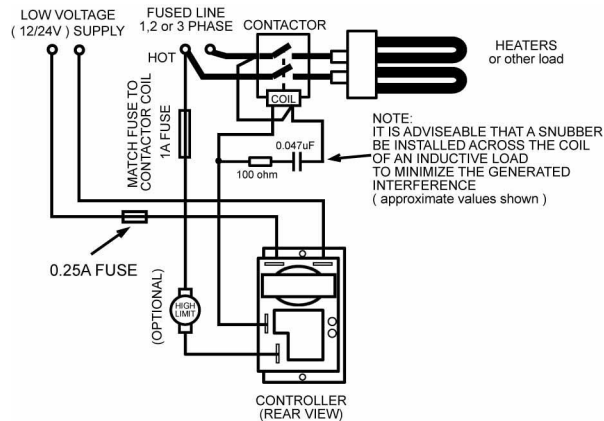 LOW VOLTAGE
( 12/24V ) SUPPLY
FUSED LINE
1,2 or 3 PHASE
CONTACTOR
HOT
HEATERS
or other load
COIL
MATCH FUSE TO
CONTACTOR COIL
1A FUSE
0.047uF
100 ohm
NOTE:
IT IS ADVISEABLE THAT A SNUBBER
BE INSTALLED ACROSS THE COIL
OF AN INDUCTIVE LOAD
TO MINIMIZE THE GENERATED
INTERFERENCE
( approximate values shown )
0.25A FUSE
(OPTIONAL)
HIGH
LIMIT
CONTROLLER
(REAR VIEW)